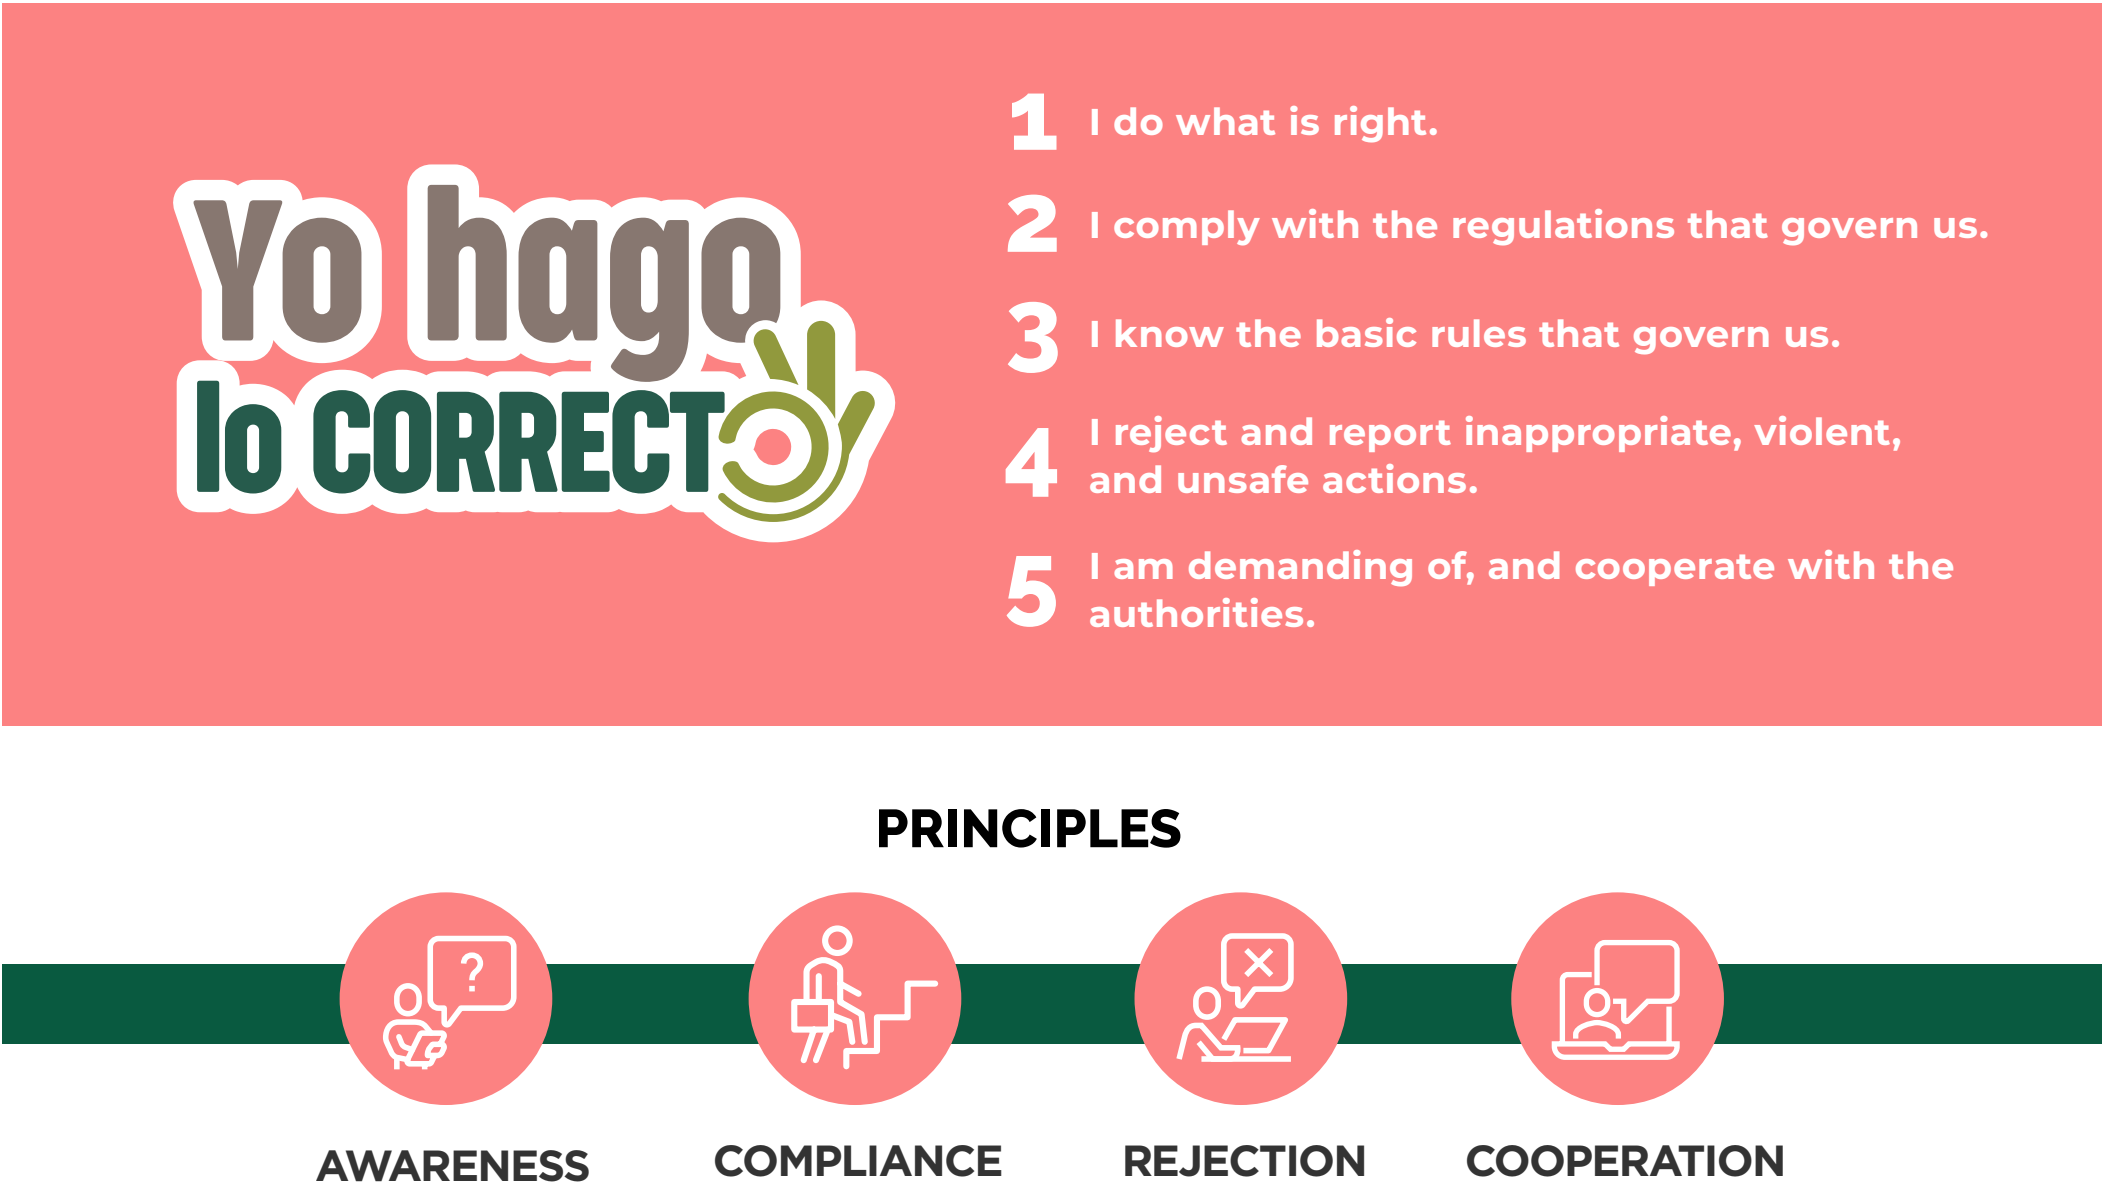 Yo hago
lo CORRECTO
1 I do what is right.
2 I comply with the regulations that govern us.
3 I know the basic rules that govern us.
4 I reject and report inappropriate, violent,
and unsafe actions.
5 I am demanding of, and cooperate with the
authorities.
PRINCIPLES
?
AWARENESS COMPLIANCE REJECTION COOPERATION